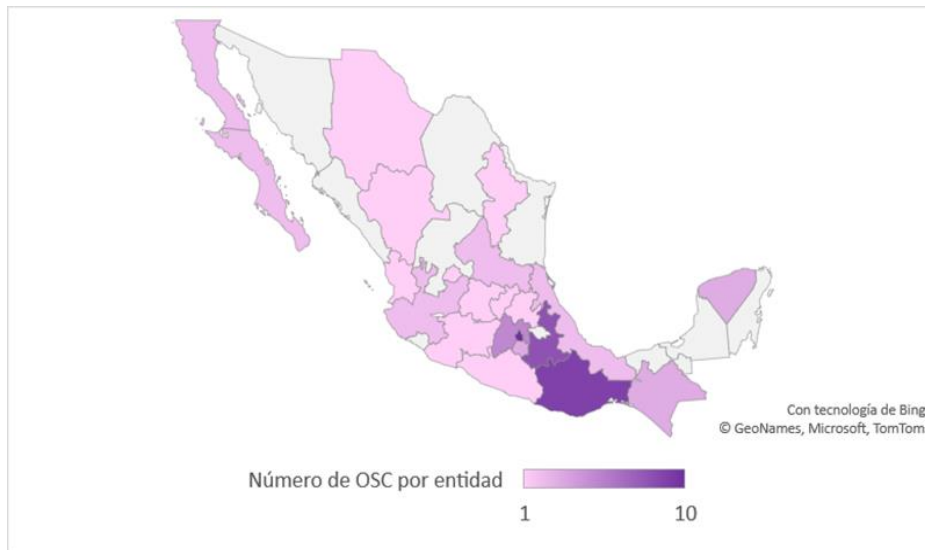 Con tecnología de Bing
© GeoNames, Microsoft, TomTom
Número de OSC por entidad
1
10